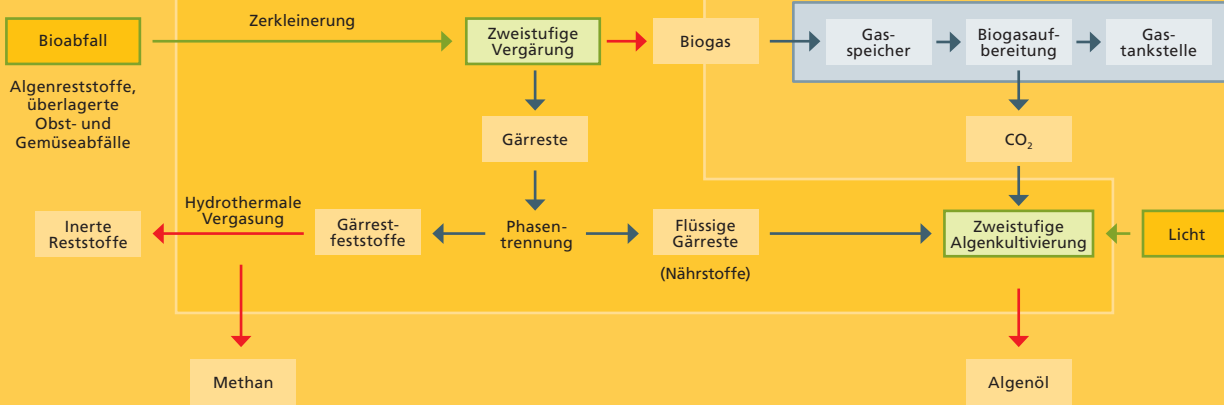 Zerkleinerung
Bioabfall
Zweistufige
Vergärung
Biogas
Gas-
speicher
Biogasauf-
bereitung
Gas-
tankstelle
Algenreststoffe,
überlagerte
Obst- und
Gemüseabfälle
Gärreste
CO₂
Hydrothermale
Vergasung
Inerte
Reststoffe
Gärrest-
feststoffe
Phasen-
trennung
Flüssige
Gärreste
(Nährstoffe)
Zweistufige
Algenkultivierung
Licht
Methan
Algenöl